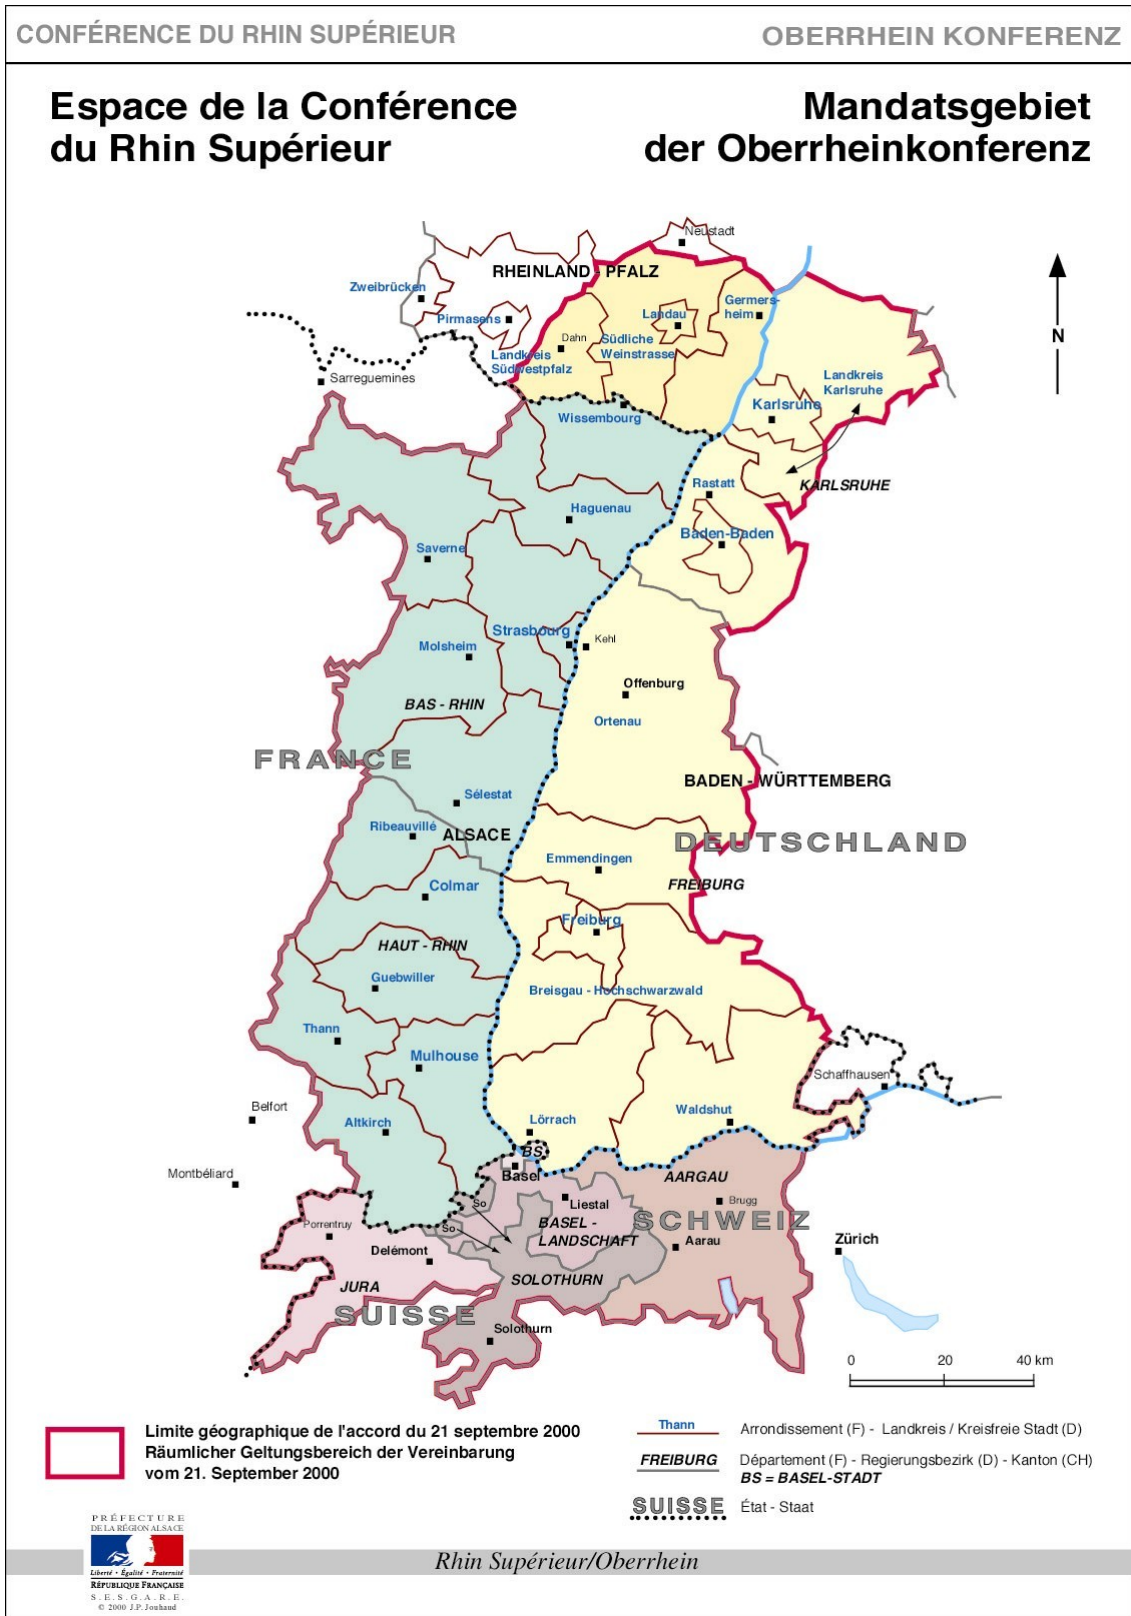 CONFÉRENCE DU RHIN SUPÉRIEUR
OBERRHEIN KONFERENZ
Espace de la Conférence
du Rhin Supérieur
Mandatsgebiet
der Oberrheinkonferenz
Neustadt
RHEINLAND - PFALZ
Zweibrücken
Pirmasens
Landau
Germers-
heim
Dahn
Südliche
Weinstrasse
Landkreis
Südwestpfalz
N
Sarreguemines
Landkreis
Karlsruhe
Karlsruhe
Wissembourg
KARLSRUHE
Rastatt
Haguenau
Baden-Baden
Saverne
Strasbourg
Kehl
Molsheim
Offenburg
BAS - RHIN
Ortenau
FRANCE
BADEN - WÜRTTEMBERG
Sélestat
Ribeauvillé
ALSACE
DEUTSCHLAND
Emmendingen
FREIBURG
Colmar
Freiburg
HAUT - RHIN
Guebwiller
Breisgau - Hochschwarzwald
Thann
Mulhouse
Schaffhausen
Belfort
Altkirch
Lörrach
Waldshut
BS
Montbéliard
Basel
AARGAU
So
Liestal
Brugg
Porrentruy
So
BASEL -
LANDSCHAFT
SCHWEIZ
Delémont
Aarau
Zürich
JURA
SOLOTHURN
SUISSE
Solothurn
0 20 40 km
Limite géographique de l'accord du 21 septembre 2000
Räumlicher Geltungsbereich der Vereinbarung
vom 21. September 2000
Thann
Arrondissement (F) - Landkreis / Kreisfreie Stadt (D)
FREIBURG
Département (F) - Regierungsbezirk (D) - Kanton (CH)
BS = BASEL-STADT
SUISSE
État - Staat
PRÉFECTURE
DE LA RÉGION ALSACE
Liberté • Égalité • Fraternité
RÉPUBLIQUE FRANÇAISE
S.E.S.G.A.R.E.
© 2000 J.P. Jouhaud
Rhin Supérieur/Oberrhein